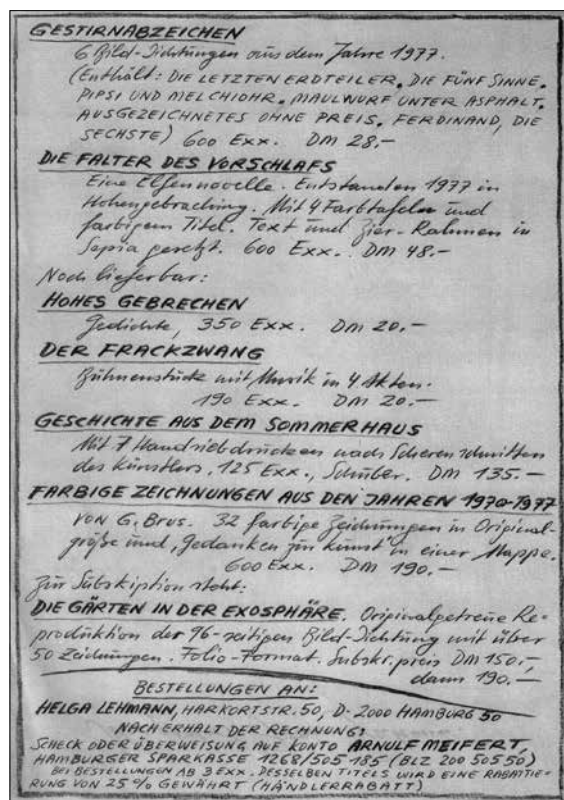 GESTIRNABZEICHEN
6 Bild-Dichtungen aus dem Jahre 1977.
(Enthält: DIE LETZTEN ERDTEILER. DIE FÜNF SINNE.
PIPSI UND MELCHIOHR. MAULWURF UNTER ASPHALT.
AUSGEZEICHNETES OHNE PREIS. FERDINAND, DIE
SECHSTE) 600 Exx. DM 28,-
DIE FALTER DES VORSCHLAFS
Eine Elfennovelle. Entstanden 1977 in
Hohengebraching. Mit 4 Farbtafeln und
farbigem Titel. Text und Zier-Rahmen in
Sepia gesetzt. 600 Exx. DM 48.-
Noch lieferbar:
HOHES GEBRECHEN
Gedichte, 350 Exx. DM 20.-
DER FRACKZWANG
Bühnenstück mit Musik in 4 Akten.
190 Exx. DM 20.-
GESCHICHTE AUS DEM SOMMERHAUS
Mit 7 Handsiebdrucken nach Scherenschnitten
des Künstlers. 125 Exx., Schuber. DM 135.-
FARBIGE ZEICHNUNGEN AUS DEN JAHREN 1970-1977
VON G. Brus. 32 farbige Zeichnungen in Original-
größe und „Gedanken zur Kunst" in einer Mappe.
600 Exx. DM 190.-
Zur Subskiption steht:
DIE GÄRTEN IN DER EXOSPHÄRE. Originalgetreue Re-
produktion der 96-seitigen Bild-Dichtung mit über
50 Zeichnungen. Folio-Format. Subskr.preis DM 150,-,
dann 190.-
BESTELLUNGEN AN:
HELGA LEHMANN, HARKORTSTR. 50, D-2000 HAMBURG 50
NACH ERHALT DER RECHNUNG:
SCHECK ODER ÜBERWEISUNG AUF KONTO ARNULF MEIFERT,
HAMBURGER SPARKASSE 1268/505 185 (BLZ 200 505 50)
BEI BESTELLUNGEN AB 3 EXX. DESSELBEN TITELS WIRD EINE RABATTIE-
RUNG VON 25% GEWÄHRT (HÄNDLERRABATT)